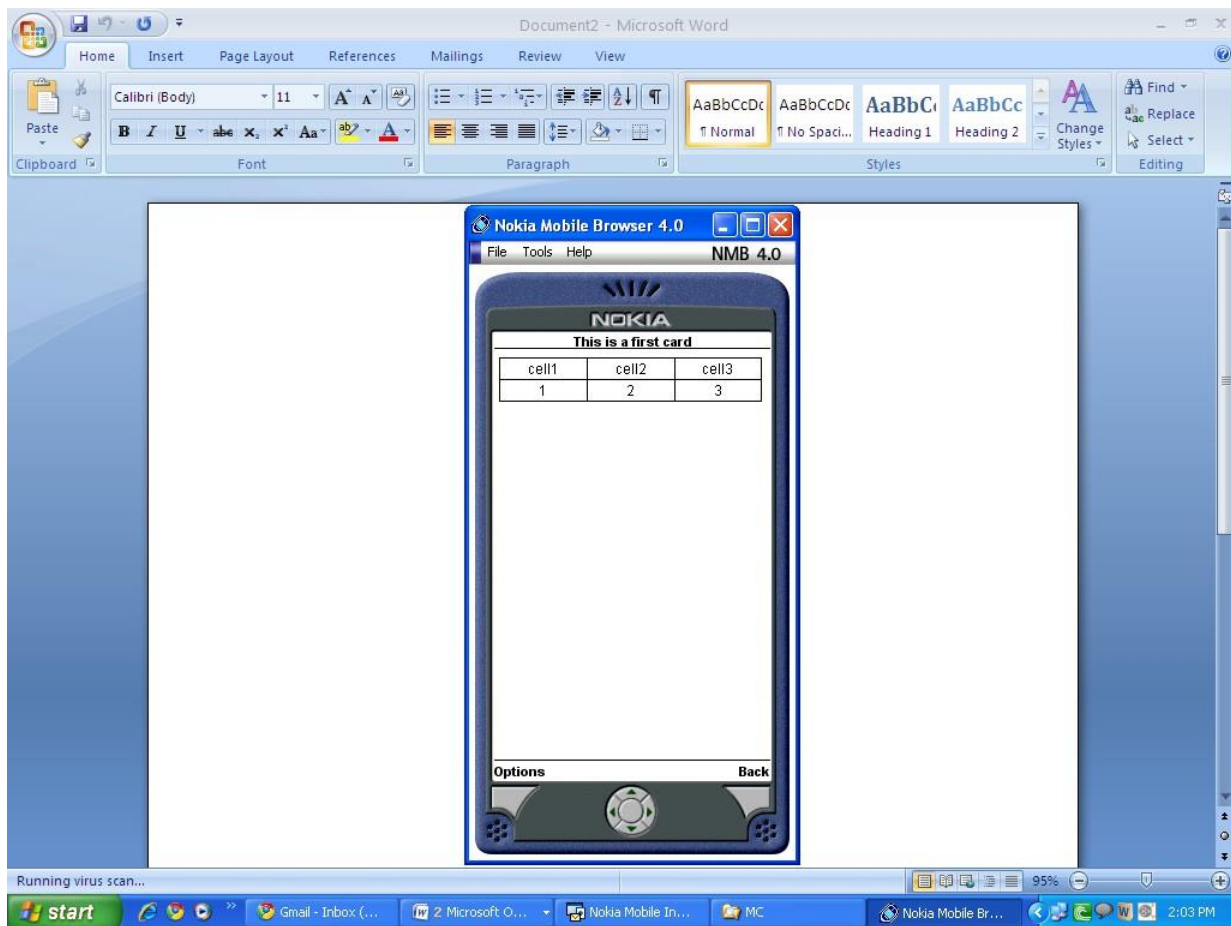 Document2 - Microsoft Word
Home Insert Page Layout References Mailings Review View
Calibri (Body) 11
Paste
B I U abc X₂ X² Aa
AaBbCcDc AaBbCcDc AaBbC AaBbCc
¶ Normal ¶ No Spaci... Heading 1 Heading 2
Change Styles
Find
Replace
Select
Clipboard Font Paragraph Styles Editing
Nokia Mobile Browser 4.0
File Tools Help NMB 4.0
NOKIA
This is a first card
cell1 cell2 cell3
1 2 3
Options Back
Running virus scan... 95%
start Gmail - Inbox (... 2 Microsoft O... Nokia Mobile In... MC Nokia Mobile Br... 2:03 PM